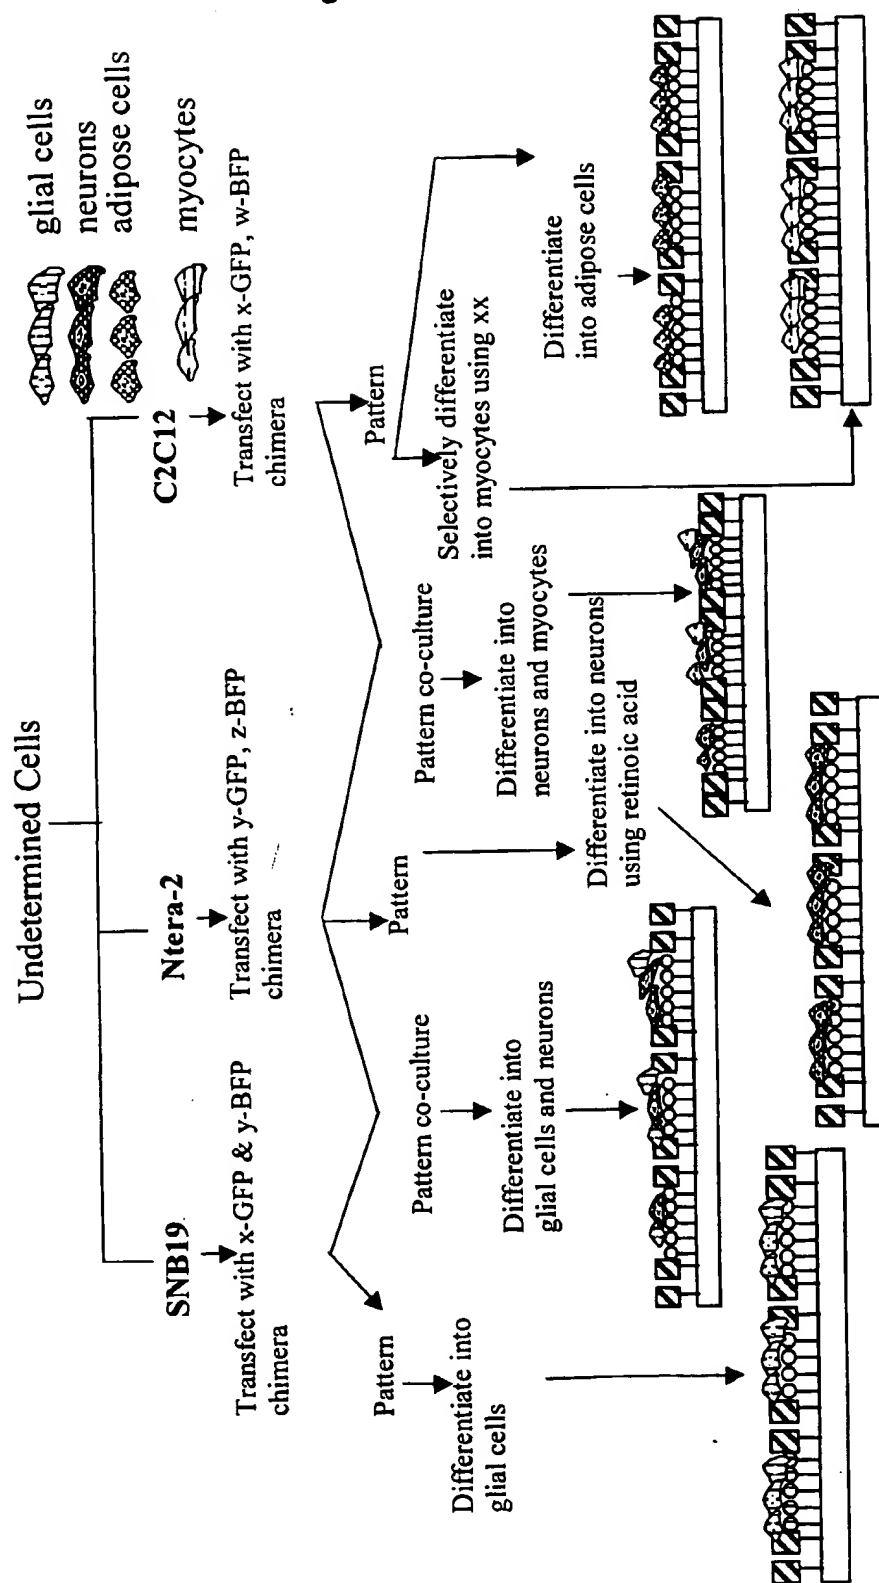 Undetermined Cells
glial cells
neurons
adipose cells
myocytes
SNB19
Transfect with x-GFP & y-BFP
chimera
Ntera-2
Transfect with y-GFP, z-BFP
chimera
C2C12
Transfect with x-GFP, w-BFP
chimera
Pattern
Differentiate into
glial cells
Pattern co-culture
Differentiate into
glial cells and neurons
Pattern
Differentiate into neurons
using retinoic acid
Pattern co-culture
Differentiate into
neurons and myocytes
Pattern
Selectively differentiate
into myocytes using xx
Differentiate
into adipose cells